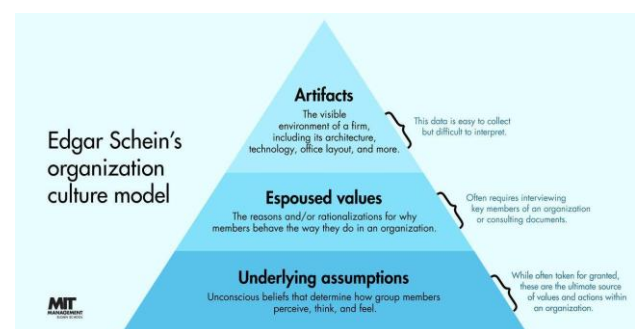 Edgar Schein's
organization
culture model
Artifacts
The visible
environment of a firm,
including its architecture,
technology, office layout, and more.
This data is easy to collect
but difficult to interpret.
Espoused values
The reasons and/or rationalizations for why
members behave the way they do in an organization.
Often requires interviewing
key members of an organization
or consulting documents.
Underlying assumptions
Unconscious beliefs that determine how group members
perceive, think, and feel.
While often taken for granted,
these are the ultimate source
of values and actions within
an organization.
MIT
MANAGEMENT
SLOAN SCHOOL